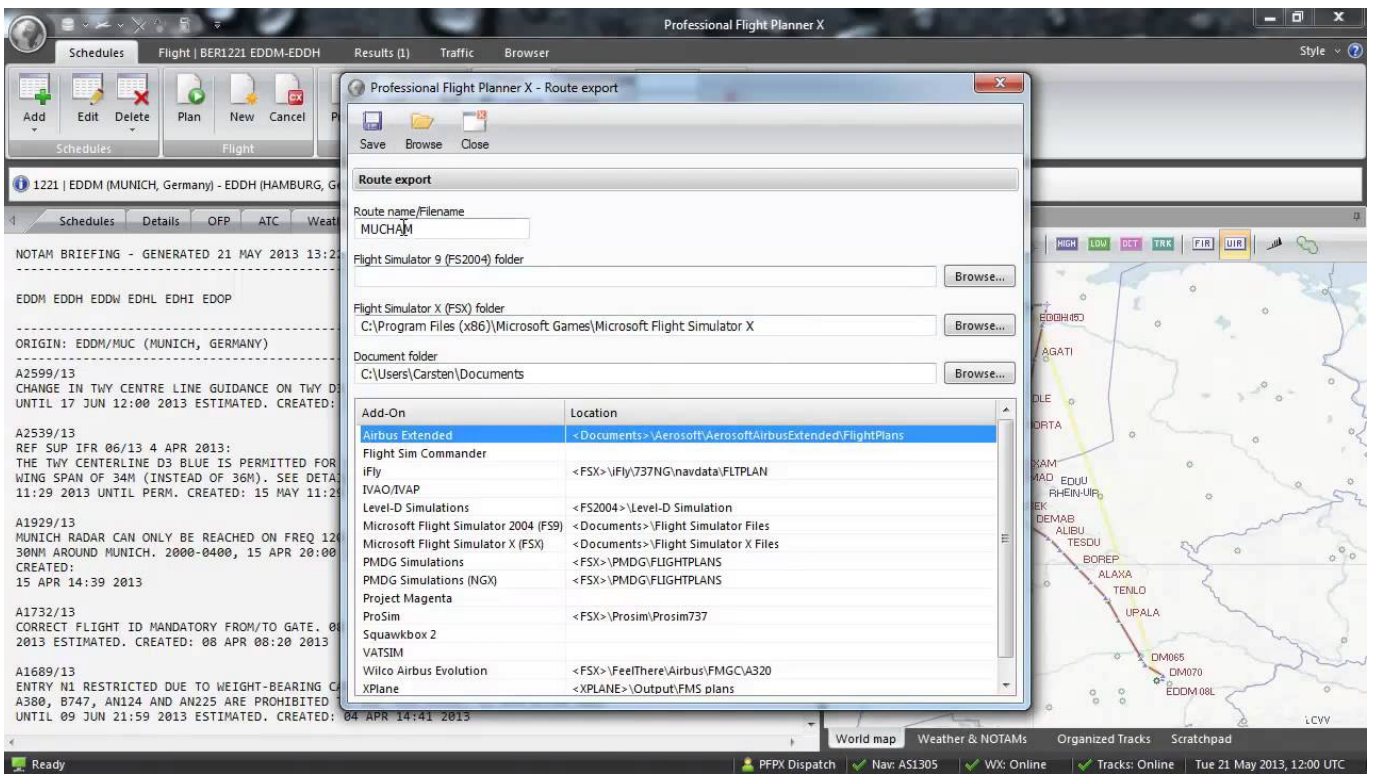 Professional Flight Planner X
Schedules Flight | BER1221 EDDM-EDDH Results (1) Traffic Browser Style
Add Edit Delete Plan New Cancel
Schedules Flight
1221 | EDDM (MUNICH, Germany) - EDDH (HAMBURG,
Schedules Details OFP ATC
NOTAM BRIEFING - GENERATED 21 MAY 2013
EDDM EDDH EDDW EDHL EDHI EDOP
ORIGIN: EDDM/MUC (MUNICH, GERMANY)
A2599/13
CHANGE IN TWY CENTRE LINE GUIDANCE ON TWY
UNTIL 17 JUN 12:00 2013 ESTIMATED. CREATED:
A2539/13
REF SUP IFR 06/13 4 APR 2013:
THE TWY CENTERLINE D3 BLUE IS PERMITTED FOR
WING SPAN OF 34M (INSTEAD OF 36M). SEE
11:29 2013 UNTIL PERM. CREATED: 15 MAY
A1929/13
MUNICH RADAR CAN ONLY BE REACHED ON FREQ
30NM AROUND MUNICH. 2000-0400, 15 APR 20:00
CREATED:
15 APR 14:39 2013
A1732/13
CORRECT FLIGHT ID MANDATORY FROM/TO GATE.
2013 ESTIMATED. CREATED: 08 APR 08:20 2013
A1689/13
ENTRY N1 RESTRICTED DUE TO WEIGHT-BEARING
A380, B747, AN124 AND AN225 ARE PROHIBITED
UNTIL 09 JUN 21:59 2013 ESTIMATED. CREATED: 04 APR 14:41 2013
Professional Flight Planner X - Route export
Save Browse Close
Route export
Route name/Filename
MUCHAM
Flight Simulator 9 (FS2004) folder
Browse...
Flight Simulator X (FSX) folder
C:\Program Files (x86)\Microsoft Games\Microsoft Flight Simulator X Browse...
Document folder
C:\Users\Carsten\Documents Browse...
Add-On Location
Airbus Extended <Documents>\Aerosoft\AerosoftAirbusExtended\FlightPlans
Flight Sim Commander
iFly <FSX>\iFly\737NG\navdata\FLTPLAN
IVAO/IVAP
Level-D Simulations <FS2004>\Level-D Simulation
Microsoft Flight Simulator 2004 (FS9) <Documents>\Flight Simulator Files
Microsoft Flight Simulator X (FSX) <Documents>\Flight Simulator X Files
PMDG Simulations <FSX>\PMDG\FLIGHTPLANS
PMDG Simulations (NGX) <FSX>\PMDG\FLIGHTPLANS
Project Magenta
ProSim <FSX>\Prosim\Prosim737
Squawkbox 2
VATSIM
Wilco Airbus Evolution <FSX>\FeelThere\Airbus\FMGC\A320
XPlane <XPLANE>\Output\FMS plans
HIGH LOW DCT TRK FIR UIR
AGATI
EDUU
RHEIN-UIR
DEMAB
ALIBU
TESDU
BOREP
ALAXA
TENLO
UPALA
DM065
DM070
EDDM 08L
World map Weather & NOTAMs Organized Tracks Scratchpad
Ready PFPX Dispatch Nav: AS1305 WX: Online Tracks: Online Tue 21 May 2013, 12:00 UTC